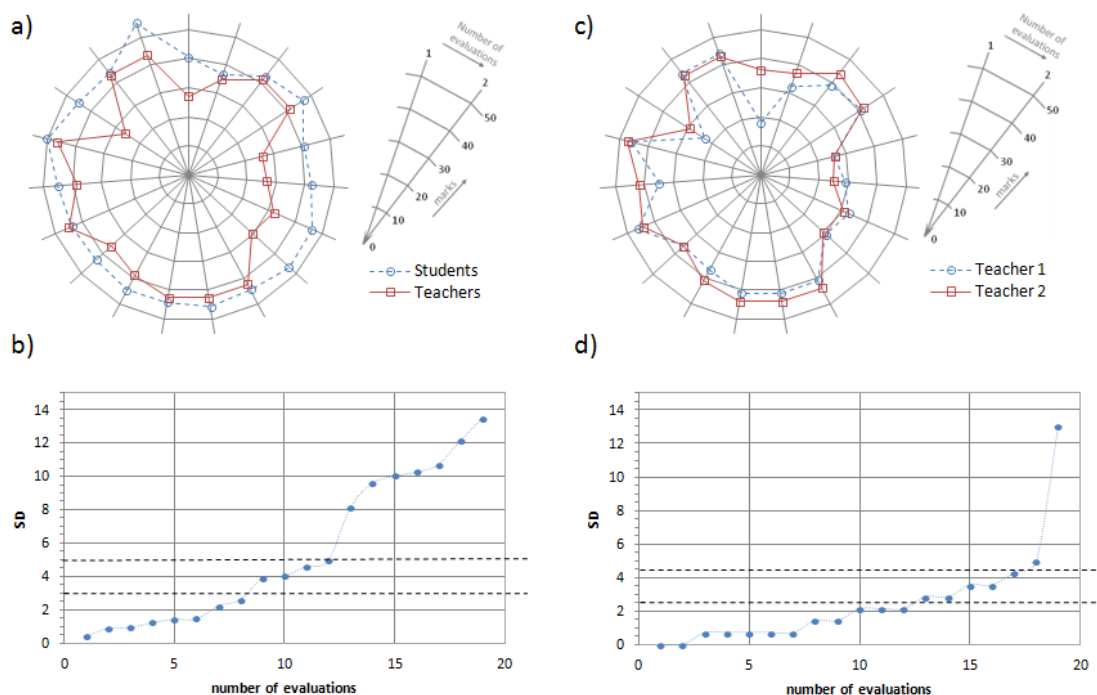 a)
Number of
evaluations
1
2
50
40
30
20
10
0
marks
Students
Teachers
c)
Number of
evaluations
1
2
50
40
30
20
10
0
marks
Teacher 1
Teacher 2
b)
14
12
10
8
6
4
2
0
SD
0 5 10 15 20
number of evaluations
d)
14
12
10
8
6
4
2
0
SD
0 5 10 15 20
number of evaluations